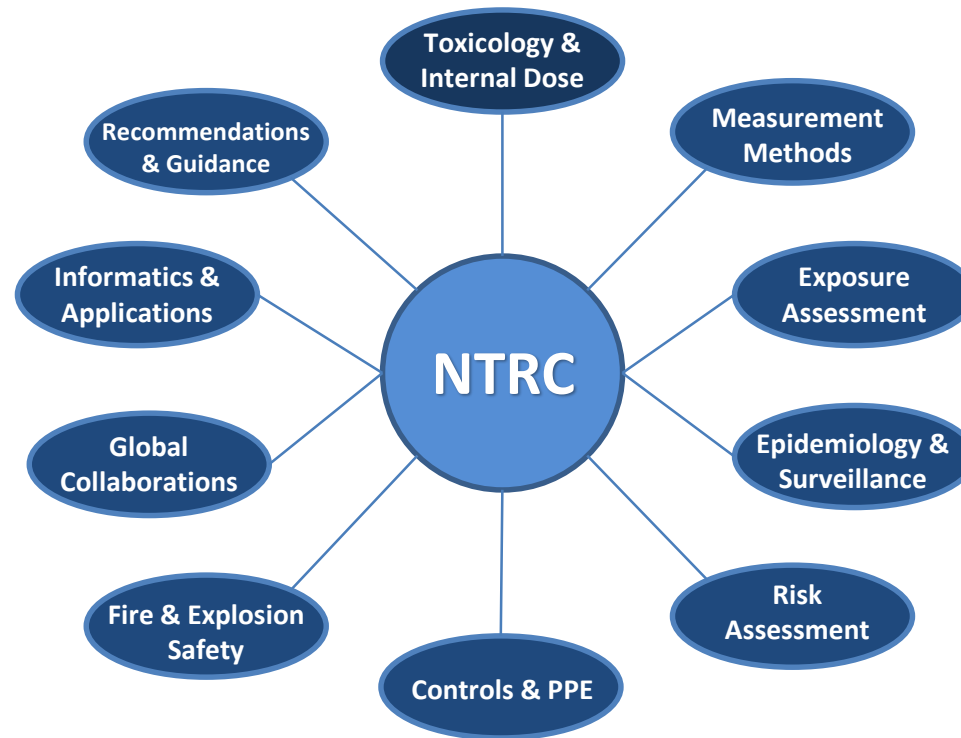 Toxicology &
Internal Dose
Measurement
Methods
Exposure
Assessment
Epidemiology &
Surveillance
Risk
Assessment
Controls & PPE
Fire & Explosion
Safety
Global
Collaborations
Informatics &
Applications
Recommendations
& Guidance
NTRC